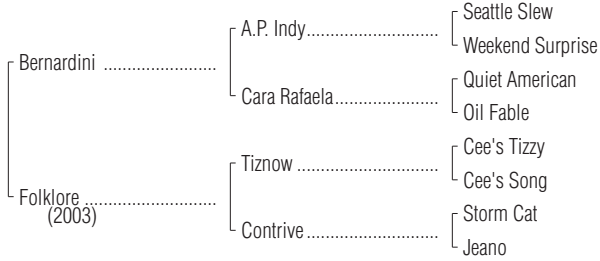 Seattle Slew
A.P. Indy
Weekend Surprise
Bernardini
Quiet American
Cara Rafaela
Oil Fable
Cee's Tizzy
Tiznow
Cee's Song
Folklore
(2003)
Storm Cat
Contrive
Jeano